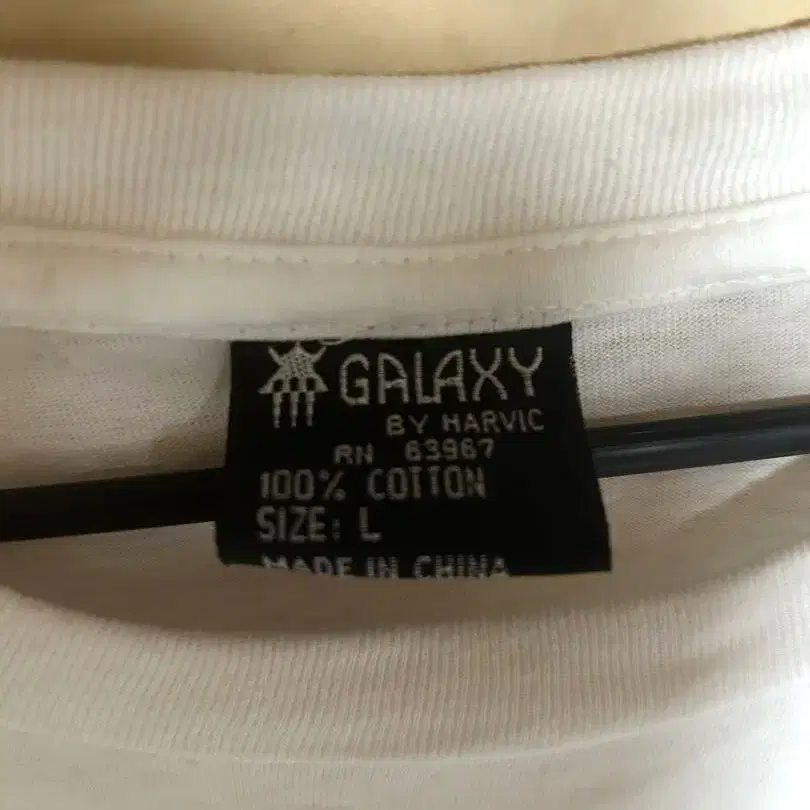 GALAXY
BY HARVIC
RN 63967
100% COTTON
SIZE: L
MADE IN CHINA